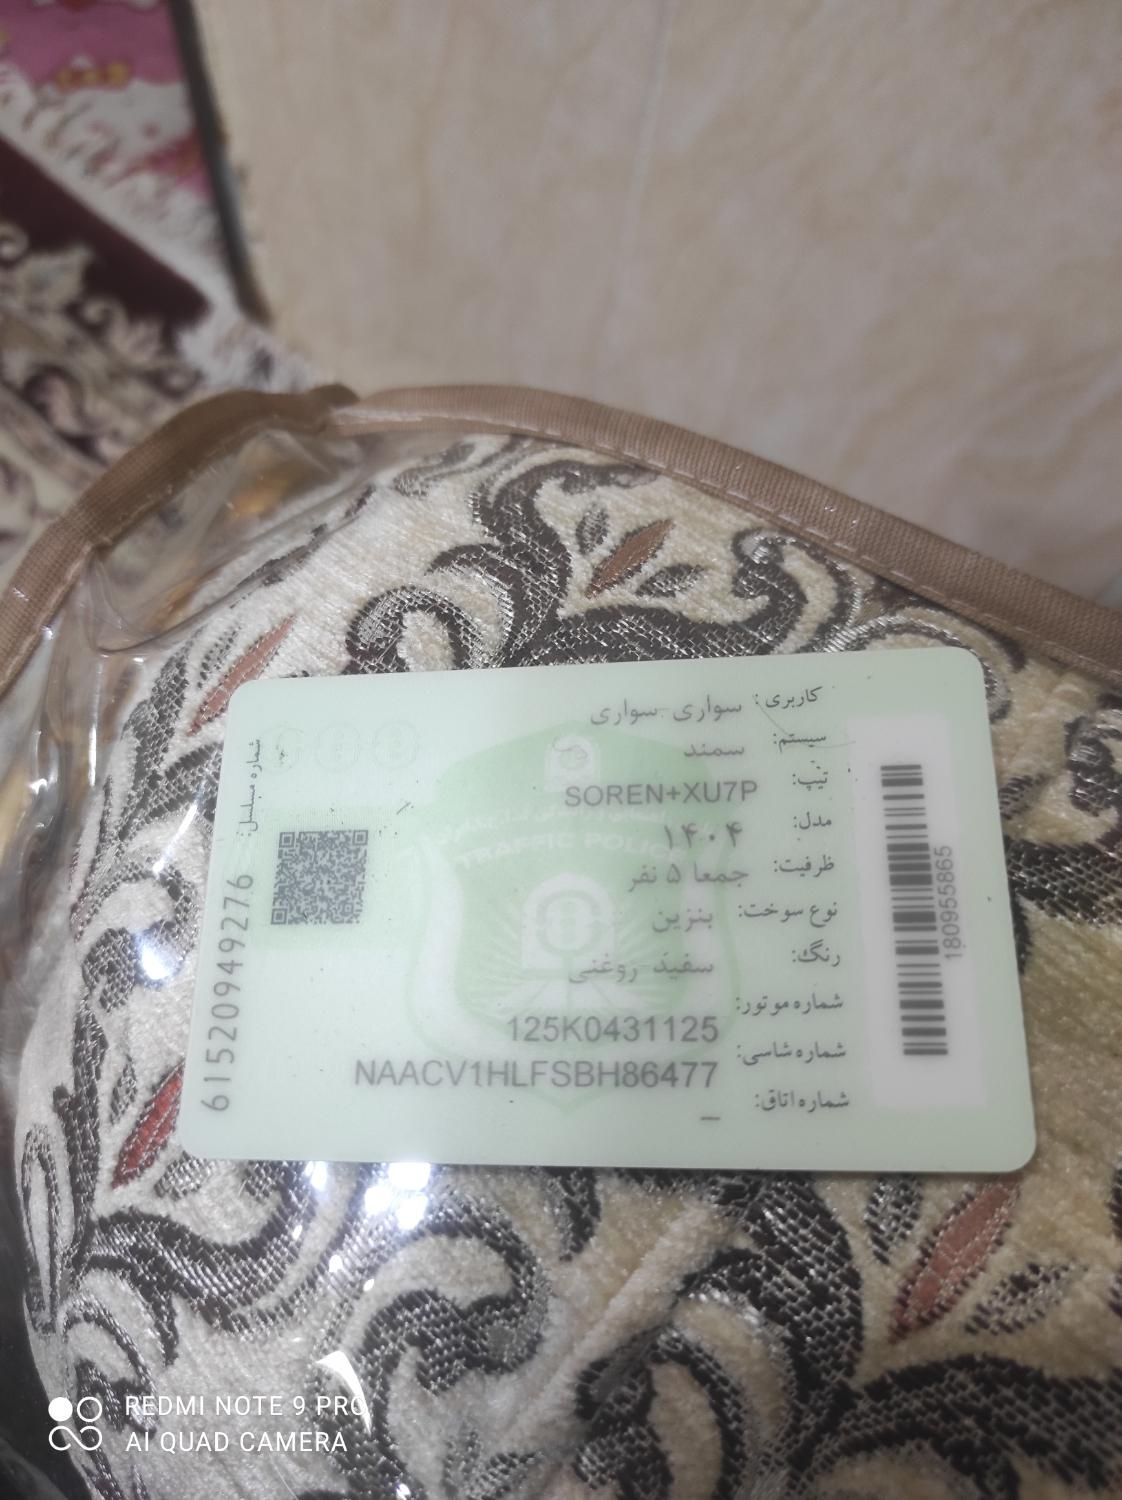 کاربری: سواری سواری
سیستم: سمند
تیپ: SOREN+XU7P
مدل: ۱۴۰۴
ظرفیت: جمعا ۵ نفر
نوع سوخت: بنزین
رنگ: سفید روغنی
شماره موتور: 125K0431125
شماره شاسی: NAACV1HLFSBH86477
شماره اتاق: _
TRAFFIC POLICE
180955865
شماره مسلسل:
61520949276
REDMI NOTE 9 PRO
AI QUAD CAMERA